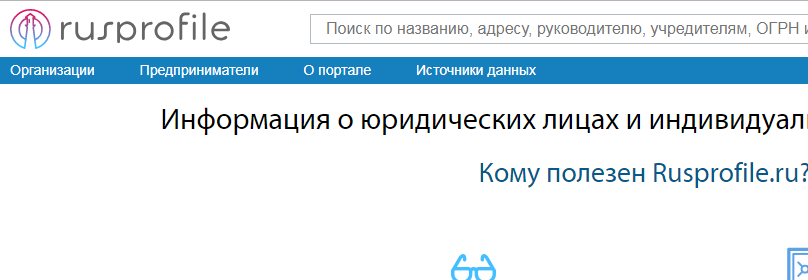 rusprofile
Поиск по названию, адресу, руководителю, учредителям, ОГРН и
Организации Предприниматели О портале Источники данных
Информация о юридических лицах и индивидуал
Кому полезен Rusprofile.ru?